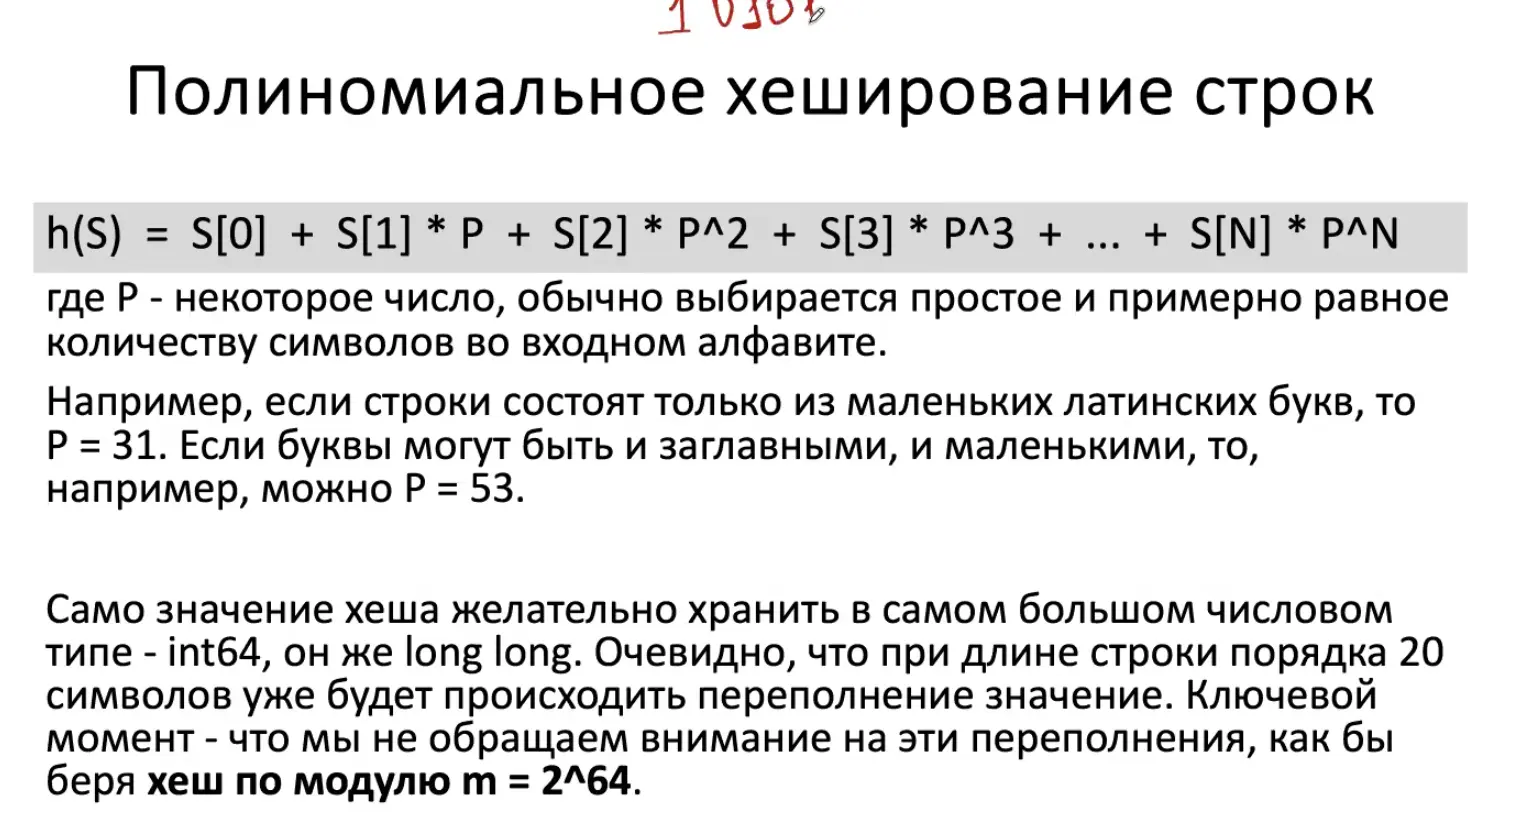 Полиномиальное хеширование строк
h(S) = S[0] + S[1] * P + S[2] * P^2 + S[3] * P^3 + ... + S[N] * P^N
где P - некоторое число, обычно выбирается простое и примерно равное
количеству символов во входном алфавите.
Например, если строки состоят только из маленьких латинских букв, то
P = 31. Если буквы могут быть и заглавными, и маленькими, то,
например, можно P = 53.
Само значение хеша желательно хранить в самом большом числовом
типе - int64, он же long long. Очевидно, что при длине строки порядка 20
символов уже будет происходить переполнение значение. Ключевой
момент - что мы не обращаем внимание на эти переполнения, как бы
беря хеш по модулю m = 2^64.